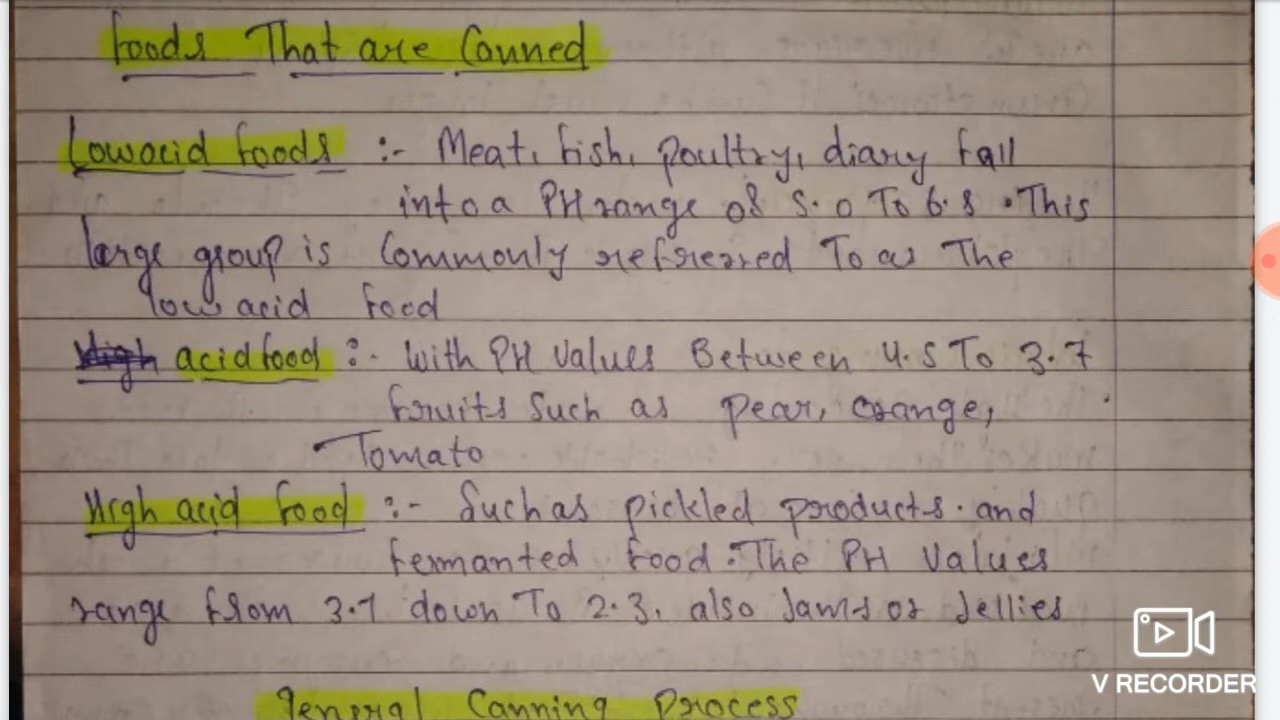 Foods That are Canned
Lowacid foods :- Meat, fish, poultry, diary fall
into a PH range of 5.0 To 6.8 . This
large group is Commonly refreared To as The
low acid food
High acid food :- with PH values Between 4.5 To 3.7
fruits Such as pear, orange,
Tomato
High acid food :- Such as pickled products. and
fermanted food. The PH values
range from 3.7 down To 2.3. also Jams or Jellies
General Canning Process
V RECORDER